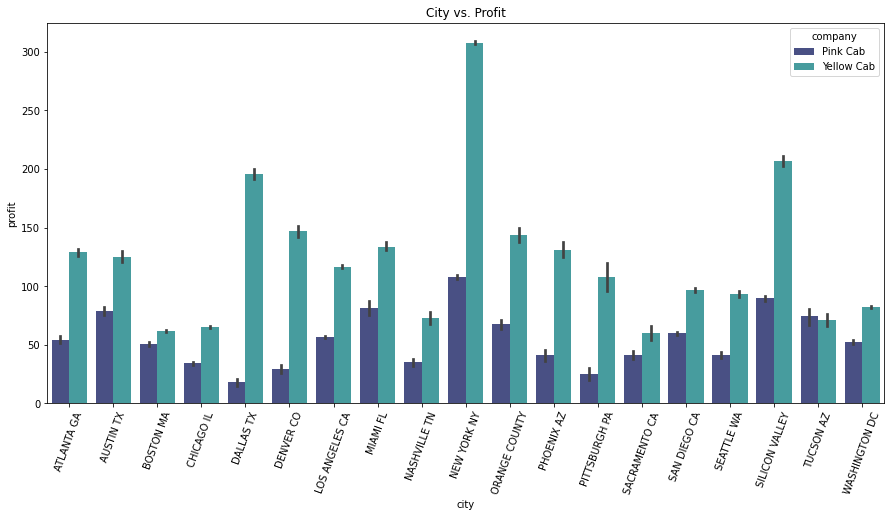 City vs. Profit
company
Pink Cab
Yellow Cab
profit
300
250
200
150
100
50
0
ATLANTA GA
AUSTIN TX
BOSTON MA
CHICAGO IL
DALLAS TX
DENVER CO
LOS ANGELES CA
MIAMI FL
NASHVILLE TN
NEW YORK NY
ORANGE COUNTY
PHOENIX AZ
PITTSBURGH PA
SACRAMENTO CA
SAN DIEGO CA
SEATTLE WA
SILICON VALLEY
TUCSON AZ
WASHINGTON DC
city